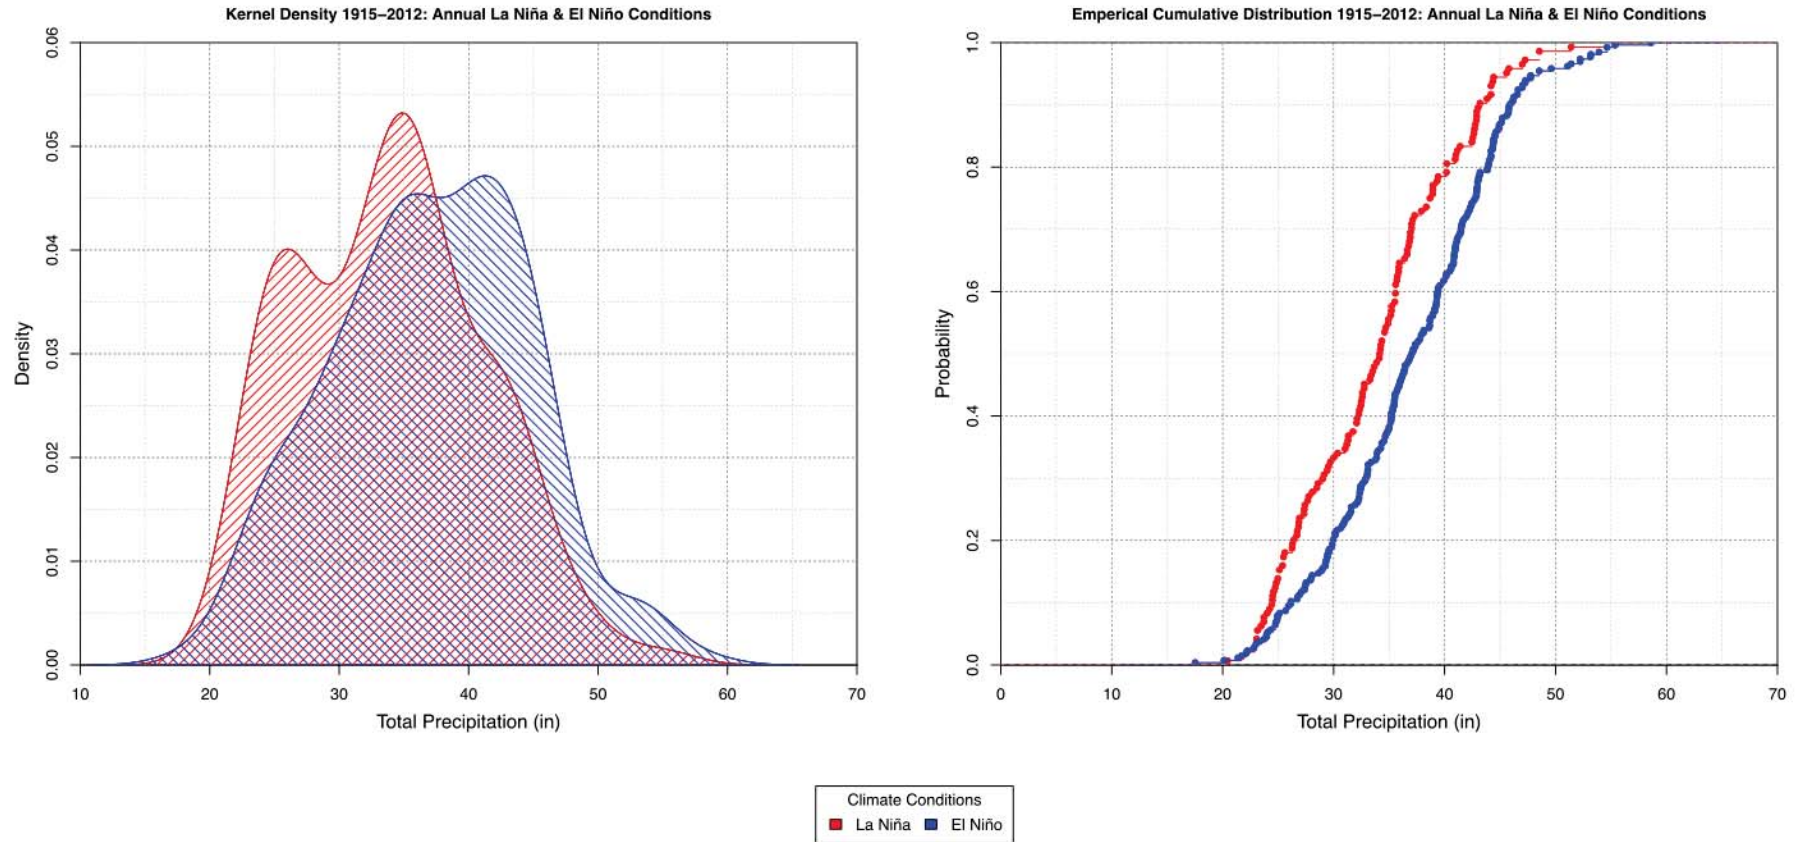 Kernel Density 1915–2012: Annual La Niña & El Niño Conditions
0.06
0.05
0.04
0.03
0.02
0.01
0.00
Density
10 20 30 40 50 60 70
Total Precipitation (in)
Emperical Cumulative Distribution 1915–2012: Annual La Niña & El Niño Conditions
1.0
0.8
0.6
0.4
0.2
0.0
Probability
0 10 20 30 40 50 60 70
Total Precipitation (in)
Climate Conditions
La Niña El Niño